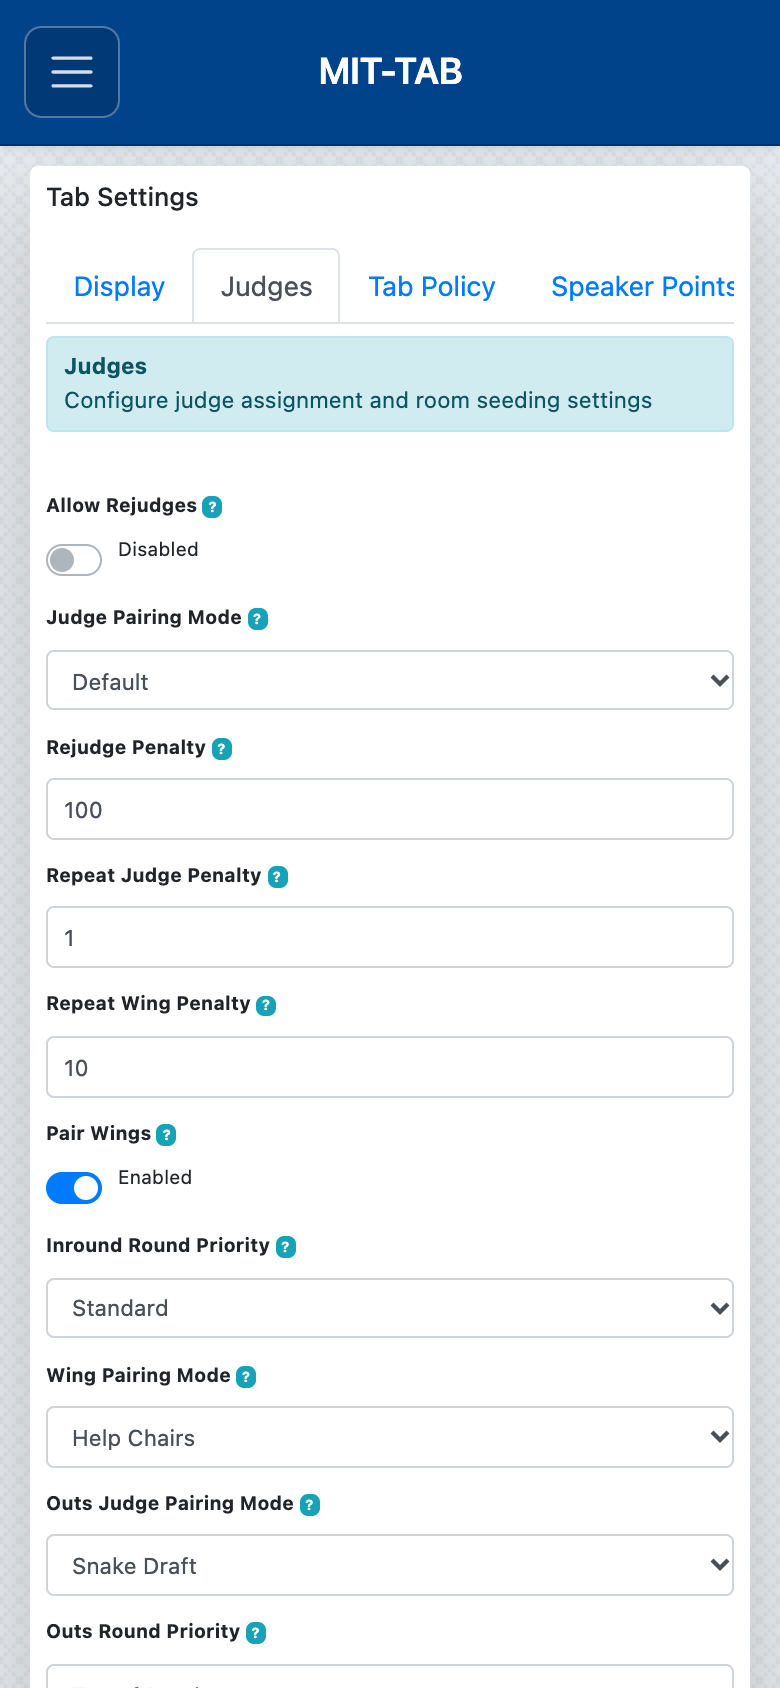 MIT-TAB
Tab Settings
Display Judges Tab Policy Speaker Points
Judges
Configure judge assignment and room seeding settings
Allow Rejudges ?
Disabled
Judge Pairing Mode ?
Default
Rejudge Penalty ?
100
Repeat Judge Penalty ?
1
Repeat Wing Penalty ?
10
Pair Wings ?
Enabled
Inround Round Priority ?
Standard
Wing Pairing Mode ?
Help Chairs
Outs Judge Pairing Mode ?
Snake Draft
Outs Round Priority ?